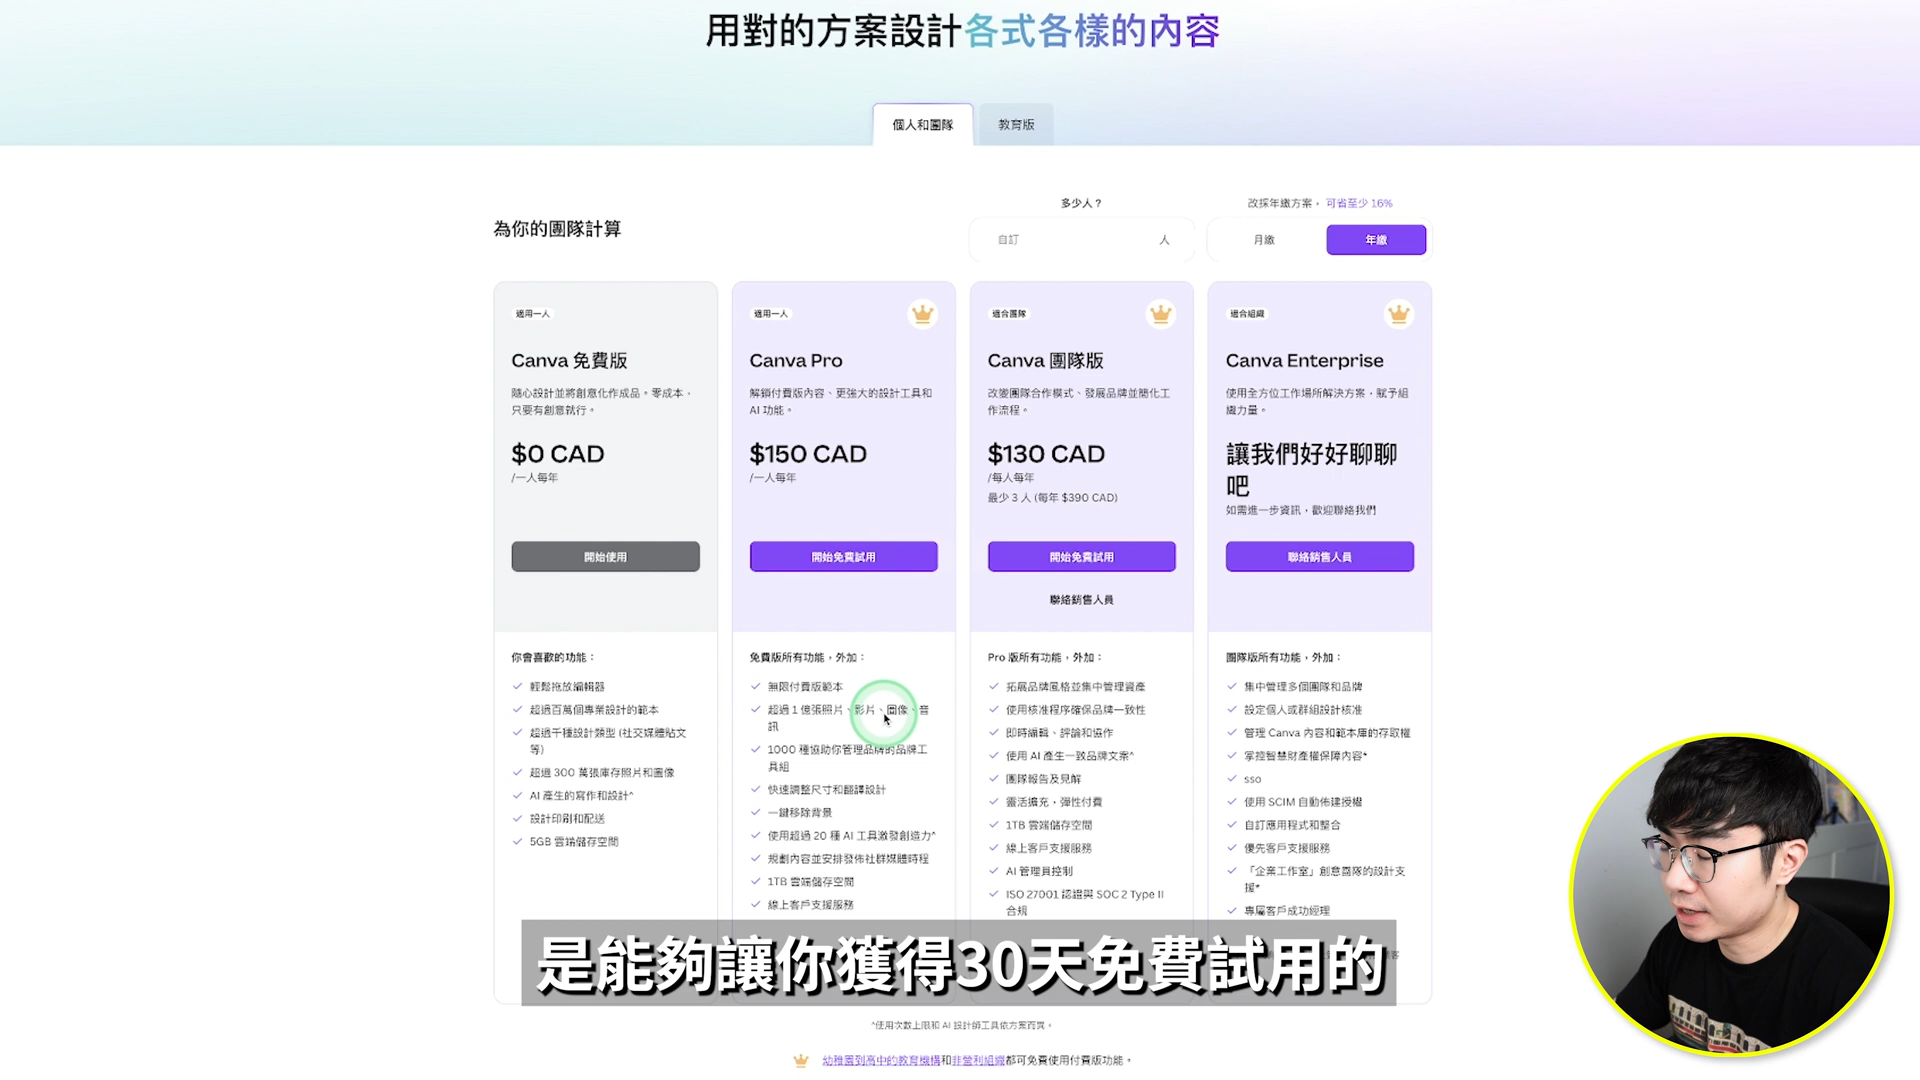 用對的方案設計各式各樣的內容
個人和團隊
教育版
為你的團隊計算
多少人？
自訂
人
改採年繳方案，可省至少 16%
月繳
年繳
適用一人
Canva 免費版
隨心設計並將創意化作成品。零成本，
只要有創意就行。
$0 CAD
/一人每年
開始使用
你會喜歡的功能：
輕鬆拖放編輯器
超過百萬個專業設計的範本
超過千種設計類型 (社交媒體貼文
等)
超過 300 萬張庫存照片和圖像
AI 產生的寫作和設計^
設計印刷和配送
5GB 雲端儲存空間
適用一人
Canva Pro
解鎖付費版內容、更強大的設計工具和
AI 功能。
$150 CAD
/一人每年
開始免費試用
免費版所有功能，外加：
無限付費版範本
超過 1 億張照片、影片、圖像、音
訊
1000 種協助你管理品牌的品牌工
具組
快速調整尺寸和翻譯設計
一鍵移除背景
使用超過 20 種 AI 工具激發創造力^
規劃內容並安排發佈社群媒體時程
1TB 雲端儲存空間
線上客戶支援服務
適合團隊
Canva 團隊版
改變團隊合作模式、發展品牌並簡化工
作流程。
$130 CAD
/每人每年
最少 3 人 (每年 $390 CAD)
開始免費試用
聯絡銷售人員
Pro 版所有功能，外加：
拓展品牌風格並集中管理資產
使用核准程序確保品牌一致性
即時編輯、評論和協作
使用 AI 產生一致品牌文案^
團隊報告及見解
靈活擴充，彈性付費
1TB 雲端儲存空間
線上客戶支援服務
AI 管理員控制
ISO 27001 認證與 SOC 2 Type II
合規
適合組織
Canva Enterprise
使用全方位工作場所解決方案，賦予組
織力量。
讓我們好好聊聊
吧
如需進一步資訊，歡迎聯絡我們
聯絡銷售人員
團隊版所有功能，外加：
集中管理多個團隊和品牌
設定個人或群組設計核准
管理 Canva 內容和範本庫的存取權
掌控智慧財產權保障內容*
SSO
使用 SCIM 自動佈建授權
自訂應用程式和整合
優先客戶支援服務
「企業工作室」創意團隊的設計支
援*
專屬客戶成功經理
是能夠讓你獲得30天免費試用的
^使用次數上限和 AI 設計師工具依方案而異。
幼稚園到高中的教育機構和非營利組織都可免費使用付費版功能。